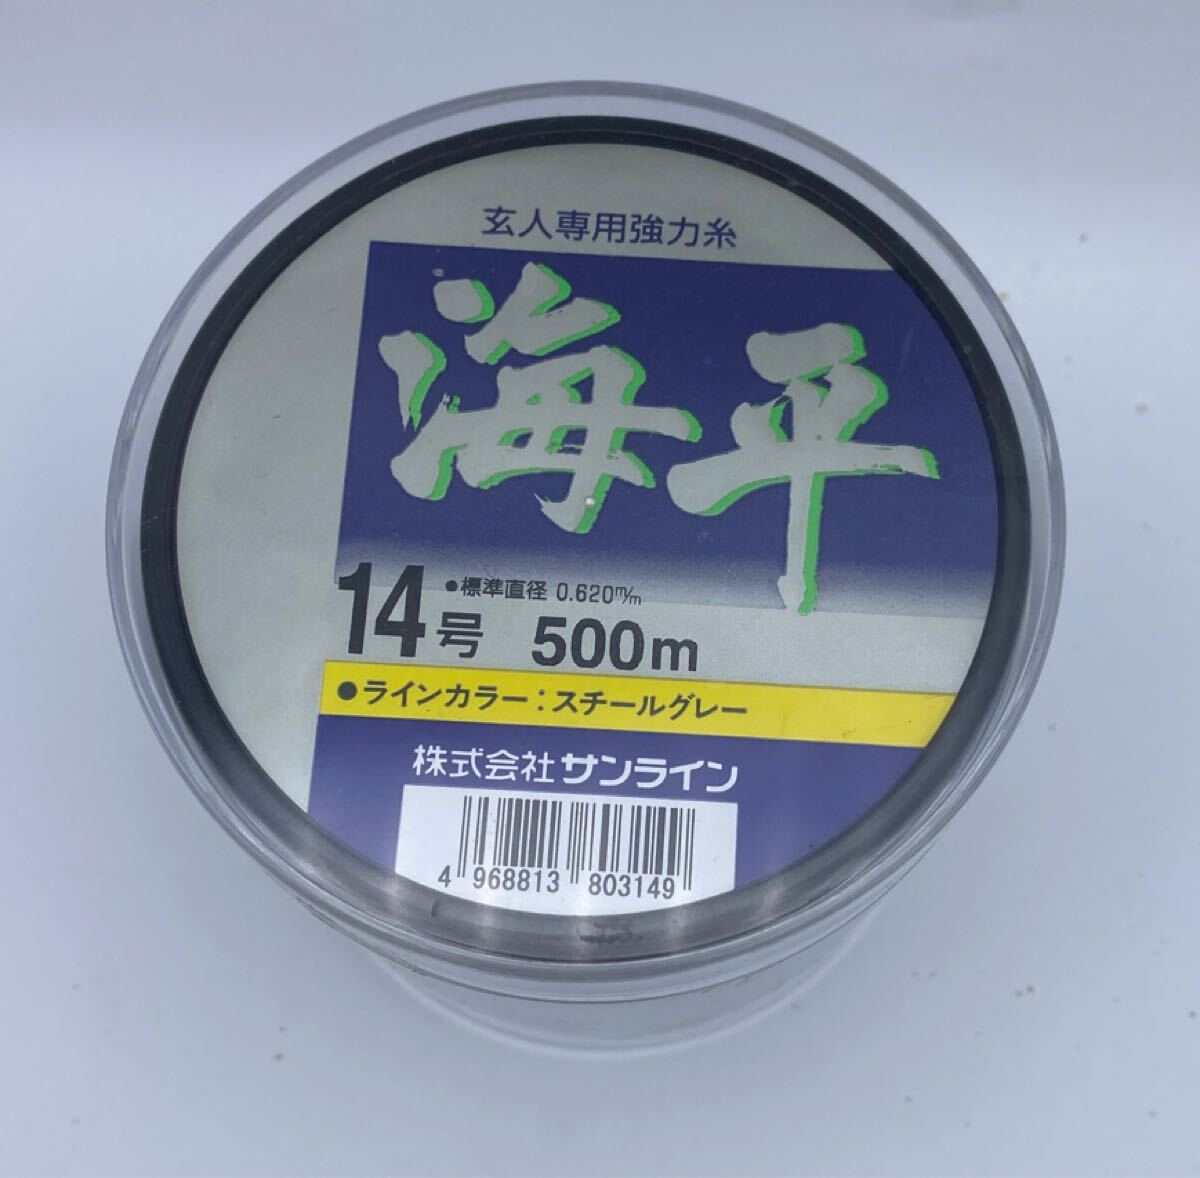 玄人専用強力糸
海平
14号 ●標準直径 0.620m/m 500m
●ラインカラー:スチールグレー
株式会社サンライン
4 968813 803149